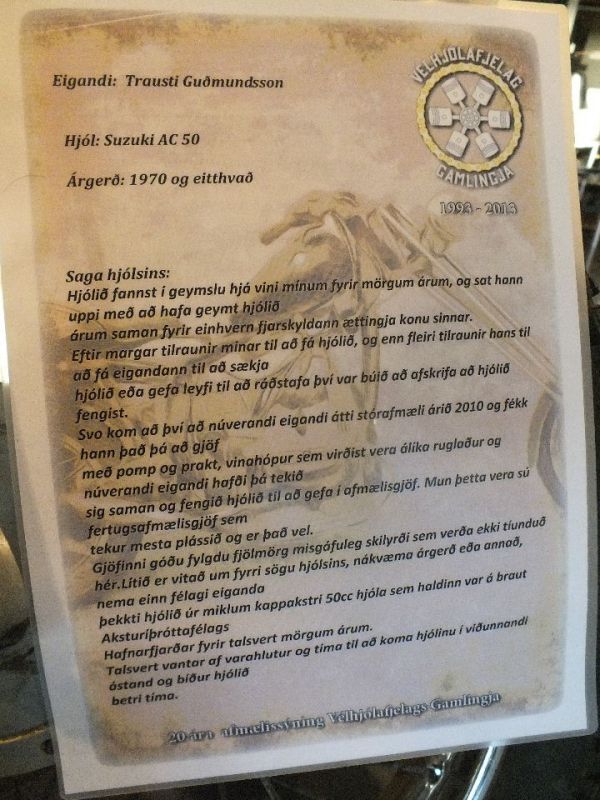 VÉLHJÓLAFJELAG
GAMLINGJA
1993 - 2013
Eigandi: Trausti Guðmundsson
Hjól: Suzuki AC 50
Árgerð: 1970 og eitthvað
Saga hjólsins:
Hjólið fannst í geymslu hjá vini mínum fyrir mörgum árum, og sat hann
uppi með að hafa geymt hjólið
árum saman fyrir einhvern fjarskyldann ættingja konu sinnar.
Eftir margar tilraunir mínar til að fá hjólið, og enn fleiri tilraunir hans til
að fá eigandann til að sækja
hjólið eða gefa leyfi til að ráðstafa því var búið að afskrifa að hjólið
fengist.
Svo kom að því að núverandi eigandi átti stórafmæli árið 2010 og fékk
hann það þá að gjöf
með pomp og prakt, vinahópur sem virðist vera álíka ruglaður og
núverandi eigandi hafði þá tekið
sig saman og fengið hjólið til að gefa í afmælisgjöf. Mun þetta vera sú
fertugsafmælisgjöf sem
tekur mesta plássið og er það vel.
Gjöfinni góðu fylgdu fjölmörg misgáfuleg skilyrði sem verða ekki tíunduð
hér.Lítið er vitað um fyrri sögu hjólsins, nákvæma árgerð eða annað,
nema einn félagi eiganda
þekkti hjólið úr miklum kappakstri 50cc hjóla sem haldinn var á braut
Akstursíþróttafélags
Hafnarfjarðar fyrir talsvert mörgum árum.
Talsvert vantar af varahlutur og tíma til að koma hjólinu í viðunnandi
ástand og bíður hjólið
betri tíma.
20 ára afmælissýning Vélhjólafjelags Gamlingja